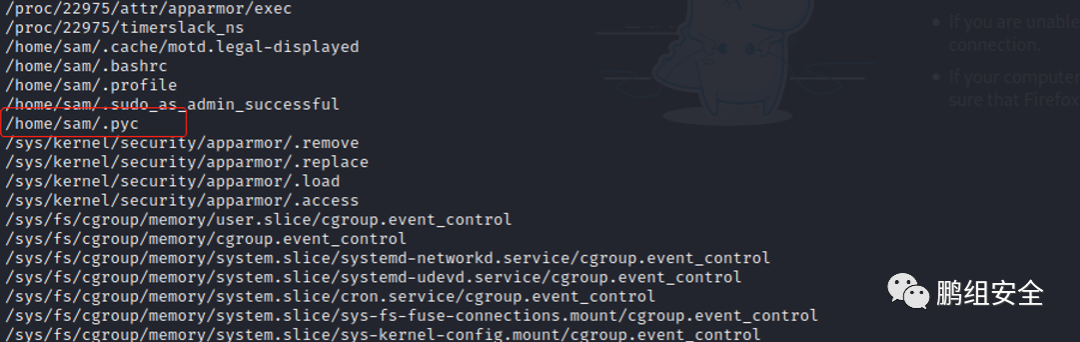 /proc/22975/attr/apparmor/exec
/proc/22975/timerslack_ns
/home/sam/.cache/motd.legal-displayed
/home/sam/.bashrc
/home/sam/.profile
/home/sam/.sudo_as_admin_successful
/home/sam/.pyc
/sys/kernel/security/apparmor/.remove
/sys/kernel/security/apparmor/.replace
/sys/kernel/security/apparmor/.load
/sys/kernel/security/apparmor/.access
/sys/fs/cgroup/memory/user.slice/cgroup.event_control
/sys/fs/cgroup/memory/cgroup.event_control
/sys/fs/cgroup/memory/system.slice/systemd-networkd.service/cgroup.event_control
/sys/fs/cgroup/memory/system.slice/systemd-udevd.service/cgroup.event_control
/sys/fs/cgroup/memory/system.slice/cron.service/cgroup.event_control
/sys/fs/cgroup/memory/system.slice/sys-fs-fuse-connections.mount/cgroup.event_control
/sys/fs/cgroup/memory/system.slice/sys-kernel-config.mount/cgroup.event_control
If you are unable
connection.
If your computer
sure that Firefox
鹏组安全